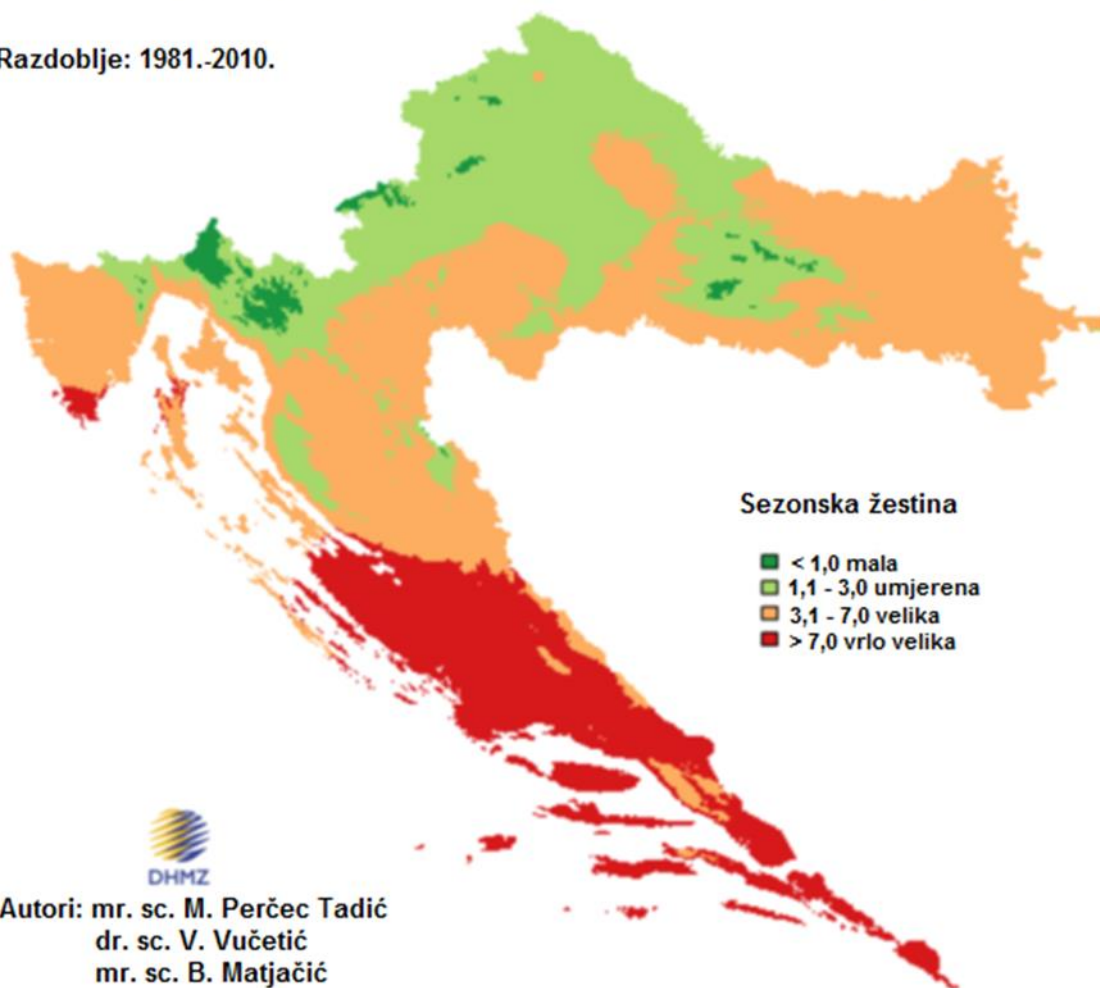 Razdoblje: 1981.-2010.
Sezonska žestina
< 1,0 mala
1,1 - 3,0 umjerena
3,1 - 7,0 velika
> 7,0 vrlo velika
DHMZ
Autori: mr. sc. M. Perčec Tadić
dr. sc. V. Vučetić
mr. sc. B. Matjačić